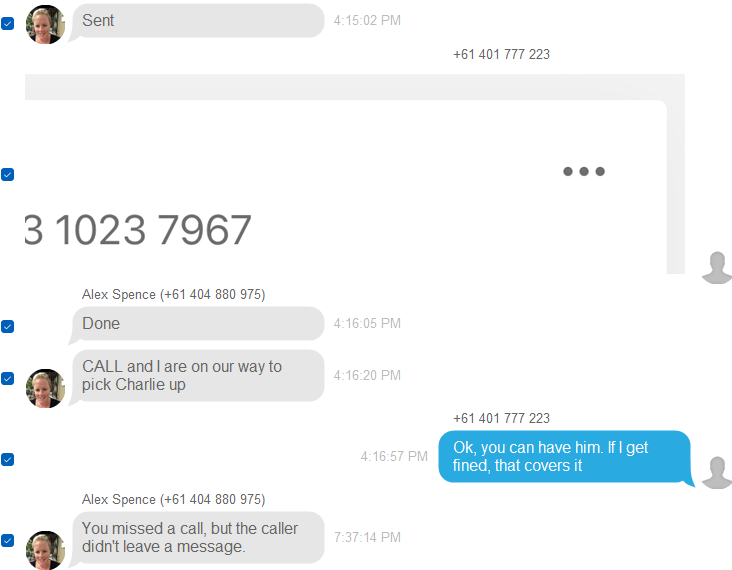 Sent
4:15:02 PM
+61 401 777 223
3 1023 7967
Alex Spence (+61 404 880 975)
Done
4:16:05 PM
CALL and I are on our way to
pick Charlie up
4:16:20 PM
+61 401 777 223
4:16:57 PM
Ok, you can have him. If I get
fined, that covers it
Alex Spence (+61 404 880 975)
You missed a call, but the caller
didn't leave a message.
7:37:14 PM